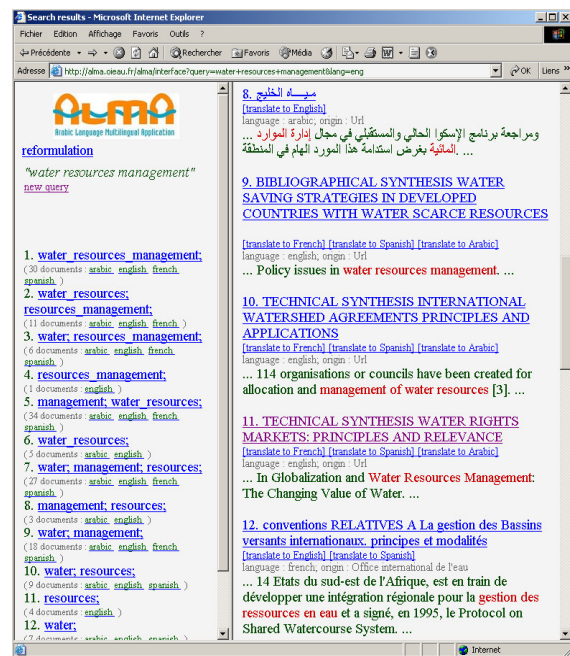 Search results - Microsoft Internet Explorer
Fichier Edition Affichage Favoris Outils ?
Précédente Rechercher Favoris Média
Adresse http://alma.oieau.fr/alma/interface?query=water+resources+management&lang=eng OK Liens »
ALMA
Arabic Language Multilingual Application
reformulation
"water resources management"
new query
1. water_resources_management;
( 30 documents : arabic english french
spanish )
2. water_resources;
resources_management;
( 11 documents : arabic english french )
3. water; resources_management;
( 6 documents : arabic english french
spanish )
4. resources_management;
( 1 documents : english )
5. management; water_resources;
( 34 documents : arabic english french
spanish )
6. water_resources;
( 5 documents : arabic english french )
7. water; management; resources;
( 27 documents : arabic english french
spanish )
8. management; resources;
( 3 documents : arabic english )
9. water; management;
( 18 documents : arabic english french
spanish )
10. water; resources;
( 9 documents : arabic english spanish )
11. resources;
( 4 documents : english )
12. water;
( 7 documents : arabic english french
8. ميـــاه الخليج
[translate to English]
language : arabic; origin : Url
... ومراجعة برنامج الإسكوا الحالي والمستقبلي في مجال إدارة الموارد
المائية بغرض استدامة هذا المورد الهام في المنطقة. ...
9. BIBLIOGRAPHICAL SYNTHESIS WATER
SAVING STRATEGIES IN DEVELOPED
COUNTRIES WITH WATER SCARCE RESOURCES
[translate to French] [translate to Spanish] [translate to Arabic]
language : english; origin : Url
... Policy issues in water resources management. ...
10. TECHNICAL SYNTHESIS INTERNATIONAL
WATERSHED AGREEMENTS PRINCIPLES AND
APPLICATIONS
[translate to French] [translate to Spanish] [translate to Arabic]
language : english; origin : Url
... 114 organisations or councils have been created for
allocation and management of water resources [3]. ...
11. TECHNICAL SYNTHESIS WATER RIGHTS
MARKETS: PRINCIPLES AND RELEVANCE
[translate to French] [translate to Spanish] [translate to Arabic]
language : english; origin : Url
... In Globalization and Water Resources Management:
The Changing Value of Water. ...
12. conventions RELATIVES A La gestion des Bassins
versants internationaux. principes et modalités
[translate to English] [translate to Spanish]
language : french; origin : Office international de l'eau
... 14 Etats du sud-est de l'Afrique, est en train de
développer une intégration régionale pour la gestion des
ressources en eau et a signé, en 1995, le Protocol on
Shared Watercourse System. ...
Internet